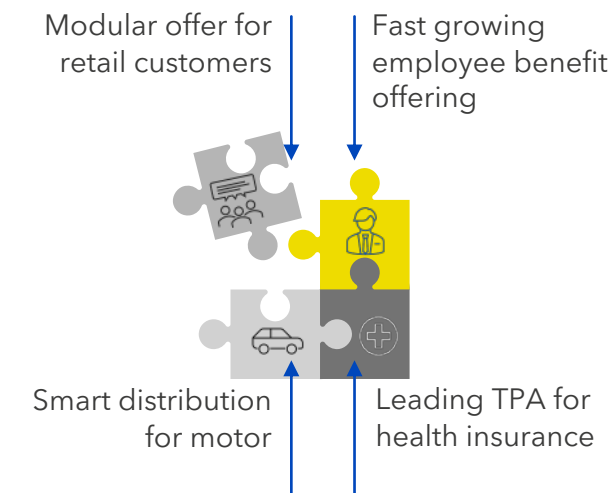 Modular offer for
retail customers
Fast growing
employee benefit
offering
Smart distribution
for motor
Leading TPA for
health insurance